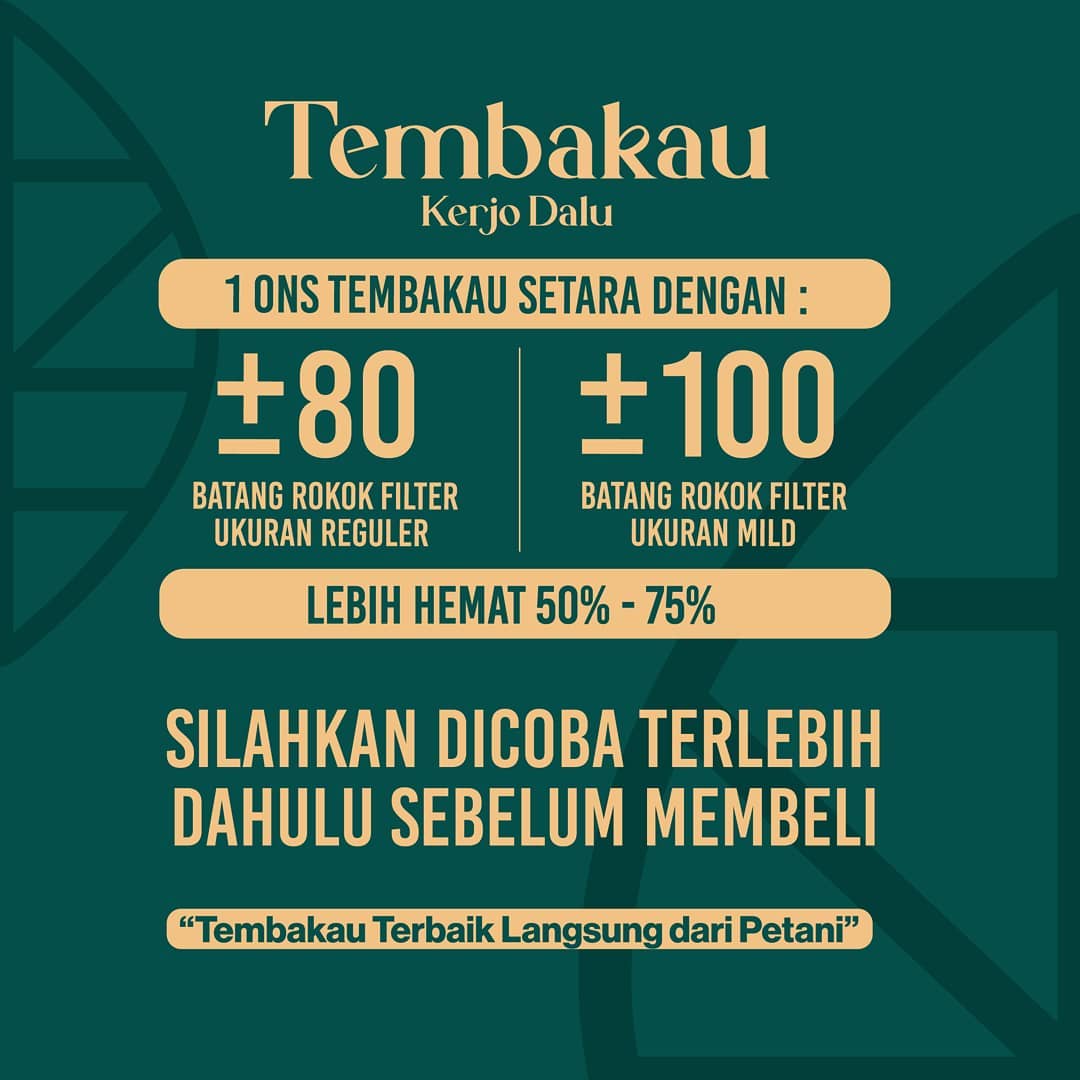 Tembakau
Kerjo Dalu
1 ONS TEMBAKAU SETARA DENGAN :
±80
BATANG ROKOK FILTER
UKURAN REGULER
±100
BATANG ROKOK FILTER
UKURAN MILD
LEBIH HEMAT 50% - 75%
SILAHKAN DICOBA TERLEBIH
DAHULU SEBELUM MEMBELI
“Tembakau Terbaik Langsung dari Petani”